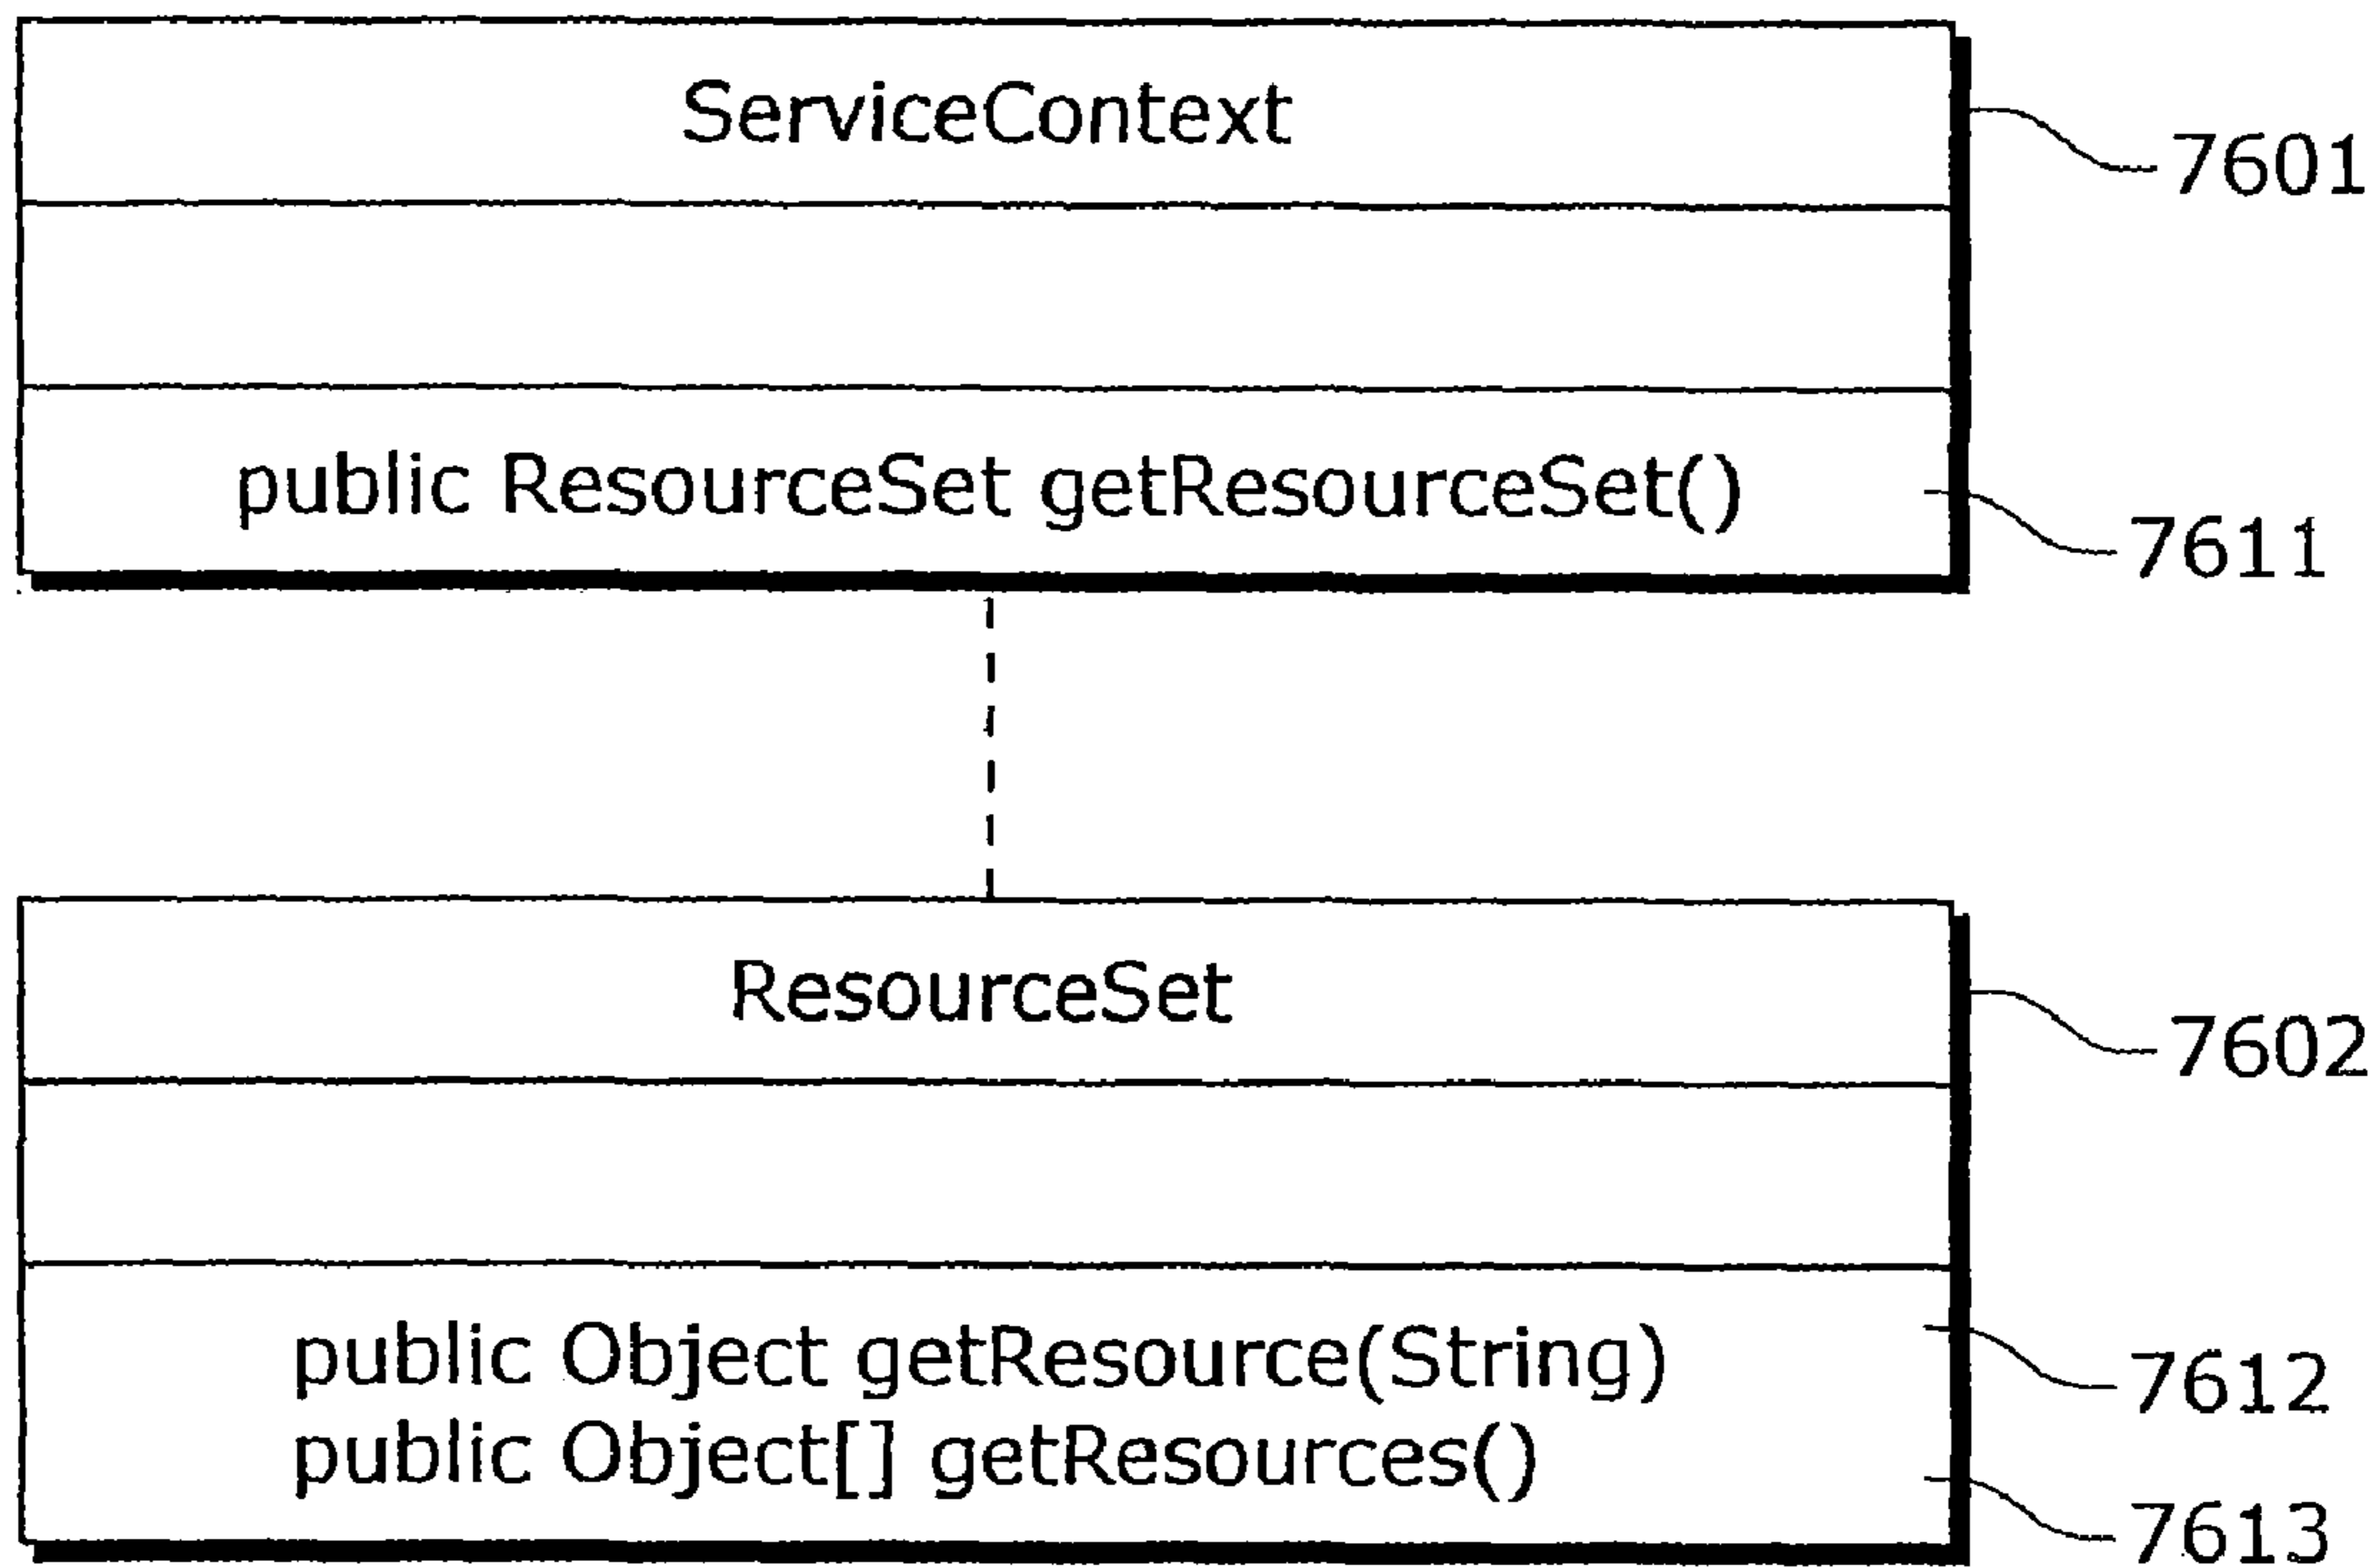 ServiceContext
7601
public ResourceSet getResourceSet()
7611
ResourceSet
7602
public Object getResource(String)
7612
public Object[] getResources()
7613